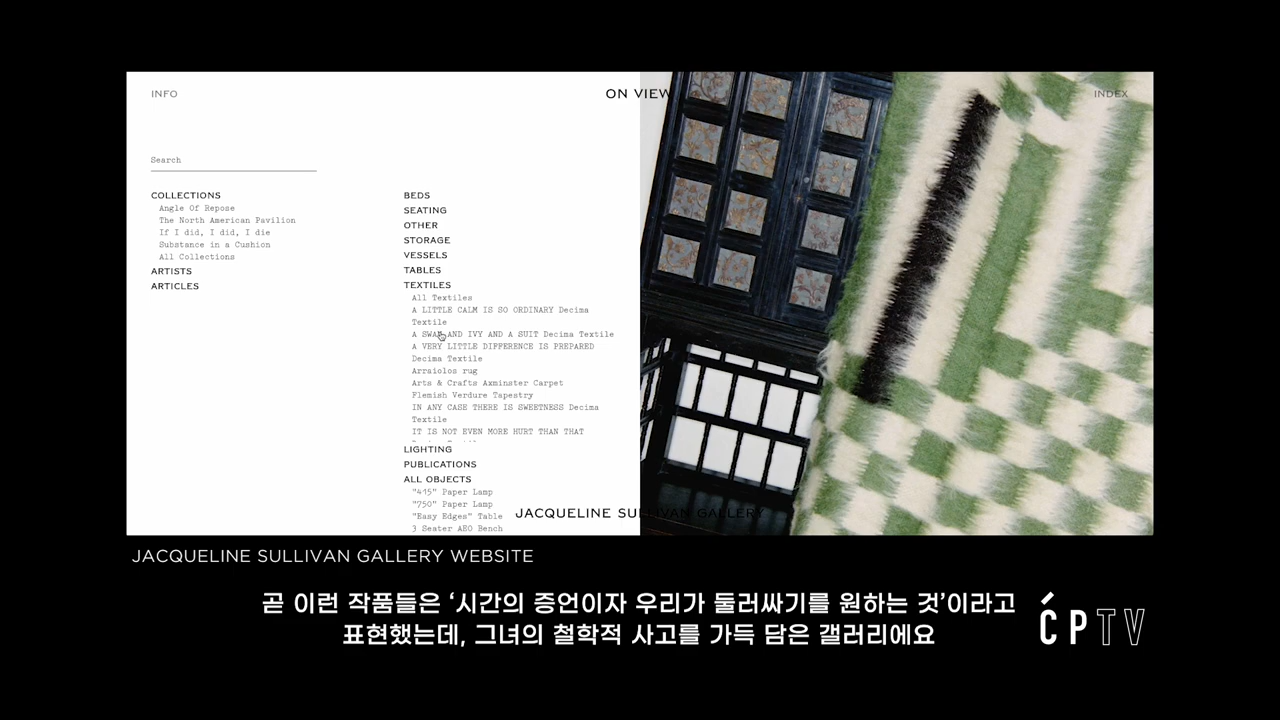 INFO
ON VIEW
INDEX
Search
COLLECTIONS
Angle Of Repose
The North American Pavilion
If I did, I did, I die
Substance in a Cushion
All Collections
ARTISTS
ARTICLES
BEDS
SEATING
OTHER
STORAGE
VESSELS
TABLES
TEXTILES
All Textiles
A LITTLE CALM IS SO ORDINARY Decima
Textile
A SWAN AND IVY AND A SUIT Decima Textile
A VERY LITTLE DIFFERENCE IS PREPARED
Decima Textile
Arraiolos rug
Arts & Crafts Axminster Carpet
Flemish Verdure Tapestry
IN ANY CASE THERE IS SWEETNESS Decima
Textile
IT IS NOT EVEN MORE HURT THAN THAT
LIGHTING
PUBLICATIONS
ALL OBJECTS
"415" Paper Lamp
"750" Paper Lamp
"Easy Edges" Table
3 Seater AEO Bench
JACQUELINE SULLIVAN GALLERY
JACQUELINE SULLIVAN GALLERY WEBSITE
곧 이런 작품들은 ‘시간의 증언이자 우리가 둘러싸기를 원하는 것’이라고
표현했는데, 그녀의 철학적 사고를 가득 담은 갤러리에요
ĆPTV